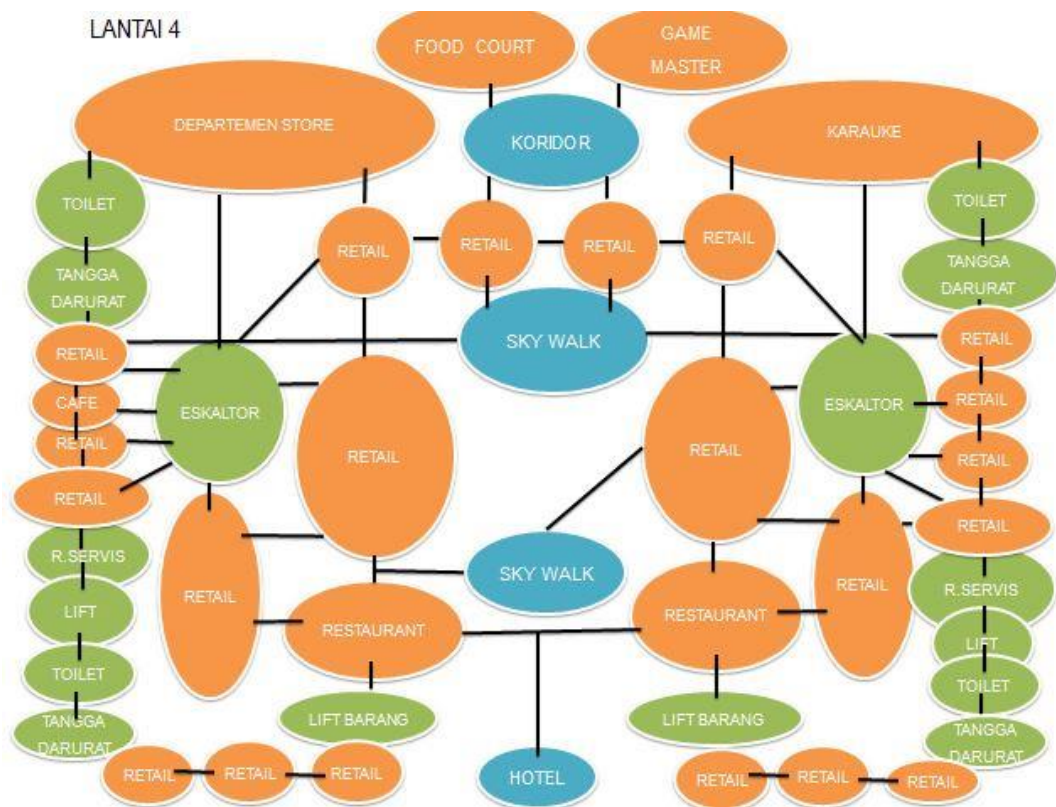 LANTAI 4
FOOD COURT
GAME
MASTER
DEPARTEMEN STORE
KORIDOR
KARAUKE
TOILET
TOILET
RETAIL
RETAIL
RETAIL
RETAIL
TANGGA
DARURAT
TANGGA
DARURAT
RETAIL
SKY WALK
RETAIL
CAFE
ESKALTOR
ESKALTOR
RETAIL
RETAIL
RETAIL
RETAIL
RETAIL
RETAIL
RETAIL
R.SERVIS
SKY WALK
RETAIL
RETAIL
R.SERVIS
LIFT
RESTAURANT
RESTAURANT
LIFT
TOILET
TOILET
TANGGA
DARURAT
LIFT BARANG
LIFT BARANG
TANGGA
DARURAT
RETAIL
RETAIL
RETAIL
HOTEL
RETAIL
RETAIL
RETAIL